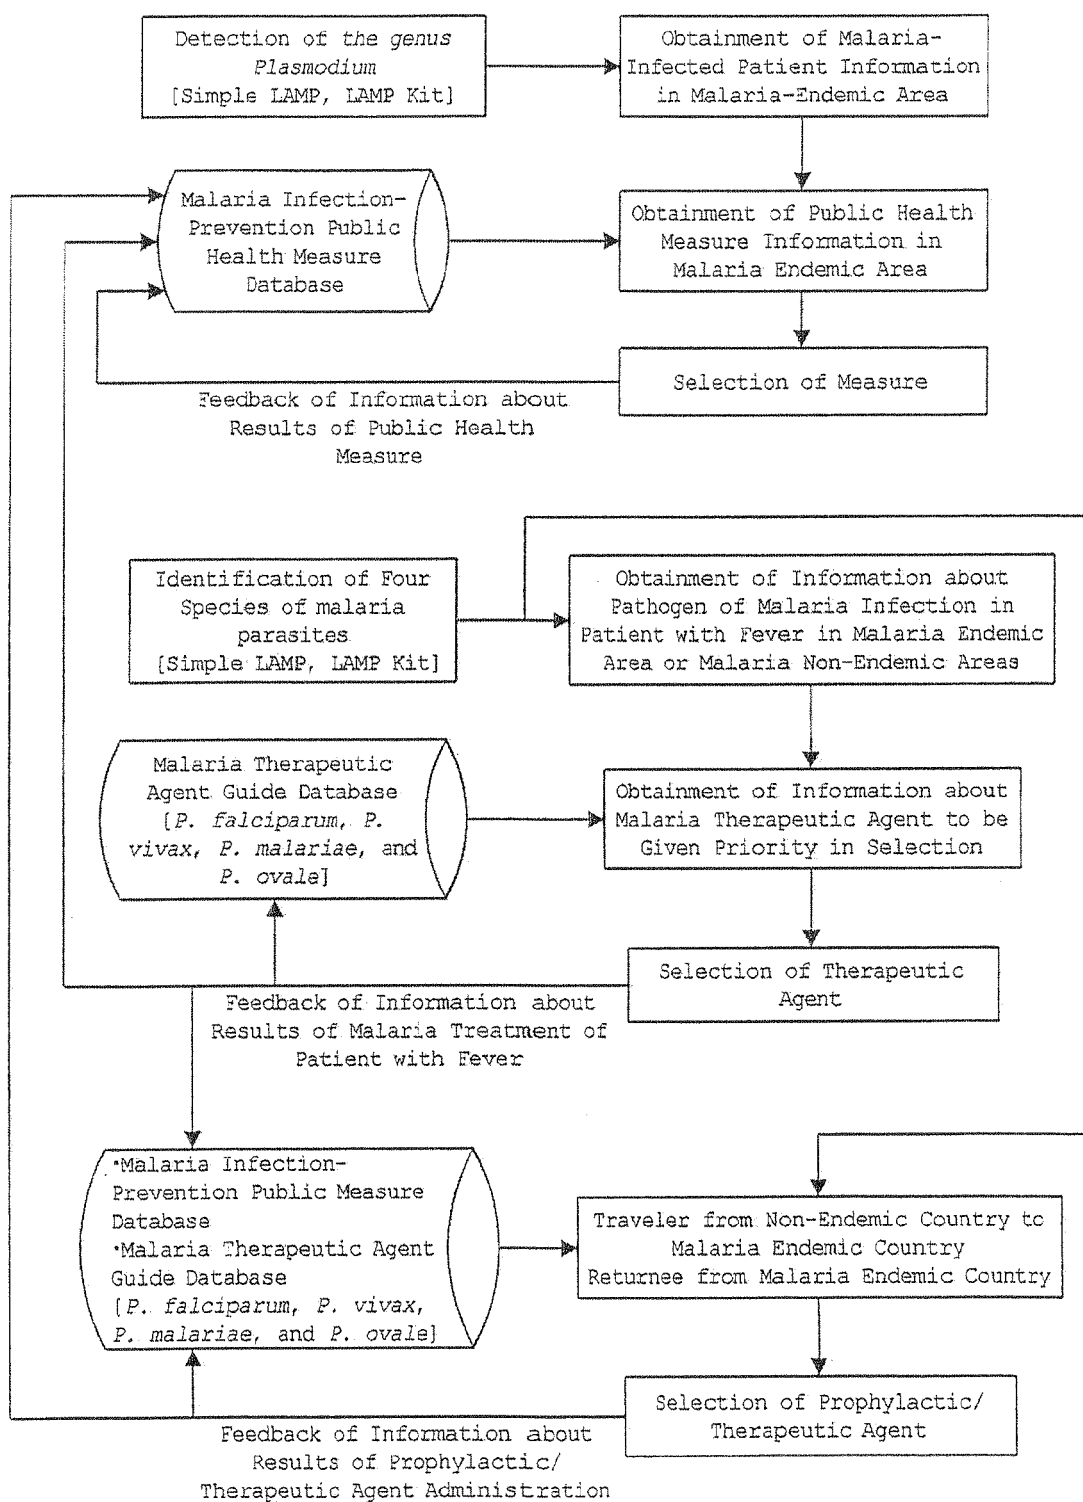 Detection of the genus
Plasmodium
[Simple LAMP, LAMP Kit]
Obtainment of Malaria-
Infected Patient Information
in Malaria-Endemic Area
Malaria Infection-
Prevention Public
Health Measure
Database
Obtainment of Public Health
Measure Information in
Malaria Endemic Area
Selection of Measure
Feedback of Information about
Results of Public Health
Measure
Identification of Four
Species of malaria
parasites
[Simple LAMP, LAMP Kit]
Obtainment of Information about
Pathogen of Malaria Infection in
Patient with Fever in Malaria Endemic
Area or Malaria Non-Endemic Areas
Malaria Therapeutic
Agent Guide Database
[P. falciparum, P.
vivax, P. malariae, and
P. ovale]
Obtainment of Information about
Malaria Therapeutic Agent to be
Given Priority in Selection
Selection of Therapeutic
Agent
Feedback of Information about
Results of Malaria Treatment of
Patient with Fever
•Malaria Infection-
Prevention Public Measure
Database
•Malaria Therapeutic Agent
Guide Database
[P. falciparum, P. vivax,
P. malariae, and P. ovale]
Traveler from Non-Endemic Country to
Malaria Endemic Country
Returnee from Malaria Endemic Country
Selection of Prophylactic/
Therapeutic Agent
Feedback of Information about
Results of Prophylactic/
Therapeutic Agent Administration